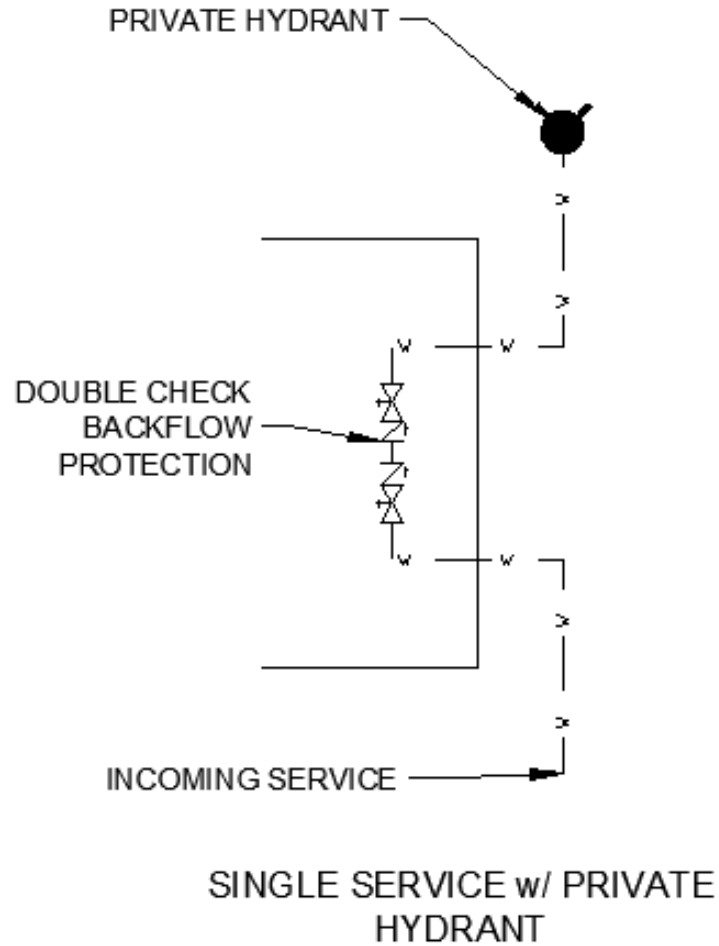 PRIVATE HYDRANT
W
W
W
W
DOUBLE CHECK
BACKFLOW
PROTECTION
W
W
W
W
INCOMING SERVICE
SINGLE SERVICE w/ PRIVATE
HYDRANT